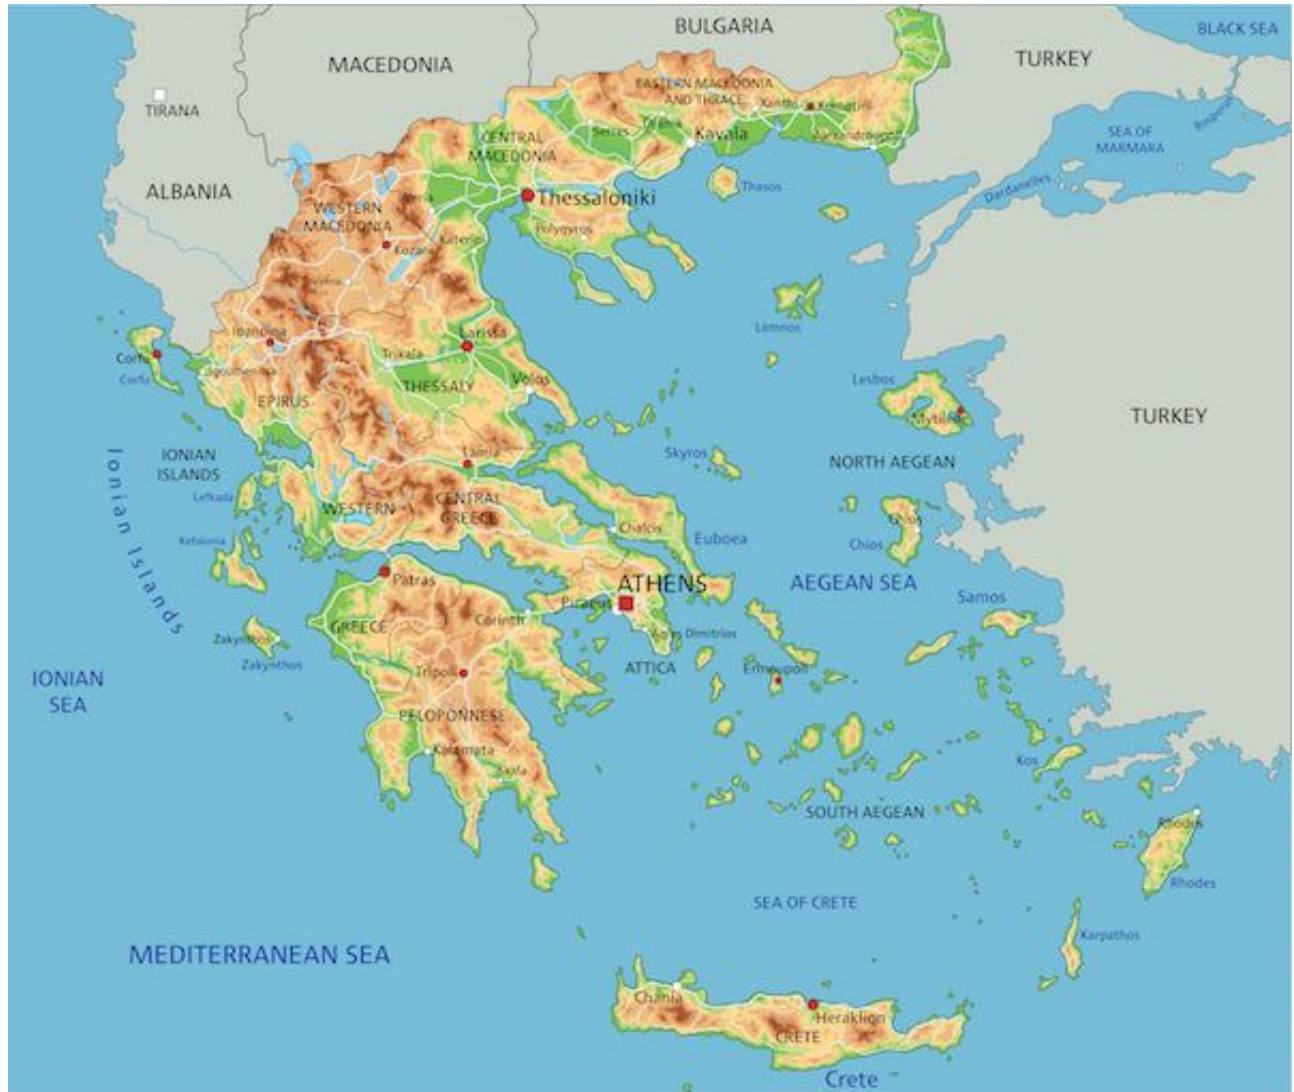 BULGARIA
BLACK SEA
MACEDONIA
TURKEY
TIRANA
EASTERN MACEDONIA
AND THRACE
Xanthi
Komotini
Bosporus
Serres
Drama
Kavala
Alexandroupoli
SEA OF
MARMARA
CENTRAL
MACEDONIA
ALBANIA
Thasos
Dardanelles
Thessaloniki
WESTERN
MACEDONIA
Polygyros
Kozani
Katerini
Lemnos
Ioannina
Larissa
Corfu
Corfu
Trikala
Igoumenitsa
THESSALY
Volos
Lesbos
EPIRUS
Mytilene
TURKEY
IONIAN
ISLANDS
Lamia
Skyros
NORTH AEGEAN
Ionian Islands
Lefkada
WESTERN
CENTRAL
GREECE
Chios
Chalcis
Euboea
Chios
Kefalonia
Patras
ATHENS
AEGEAN SEA
Samos
Piraeus
GREECE
Corinth
Zakynthos
Zakynthos
Agios Dimitrios
ATTICA
Ermoupoli
Tripoli
IONIAN
SEA
PELOPONNESE
Kalamata
Skala
Kos
SOUTH AEGEAN
Rhodes
Rhodes
SEA OF CRETE
Karpathos
MEDITERRANEAN SEA
Chania
Heraklion
CRETE
Crete